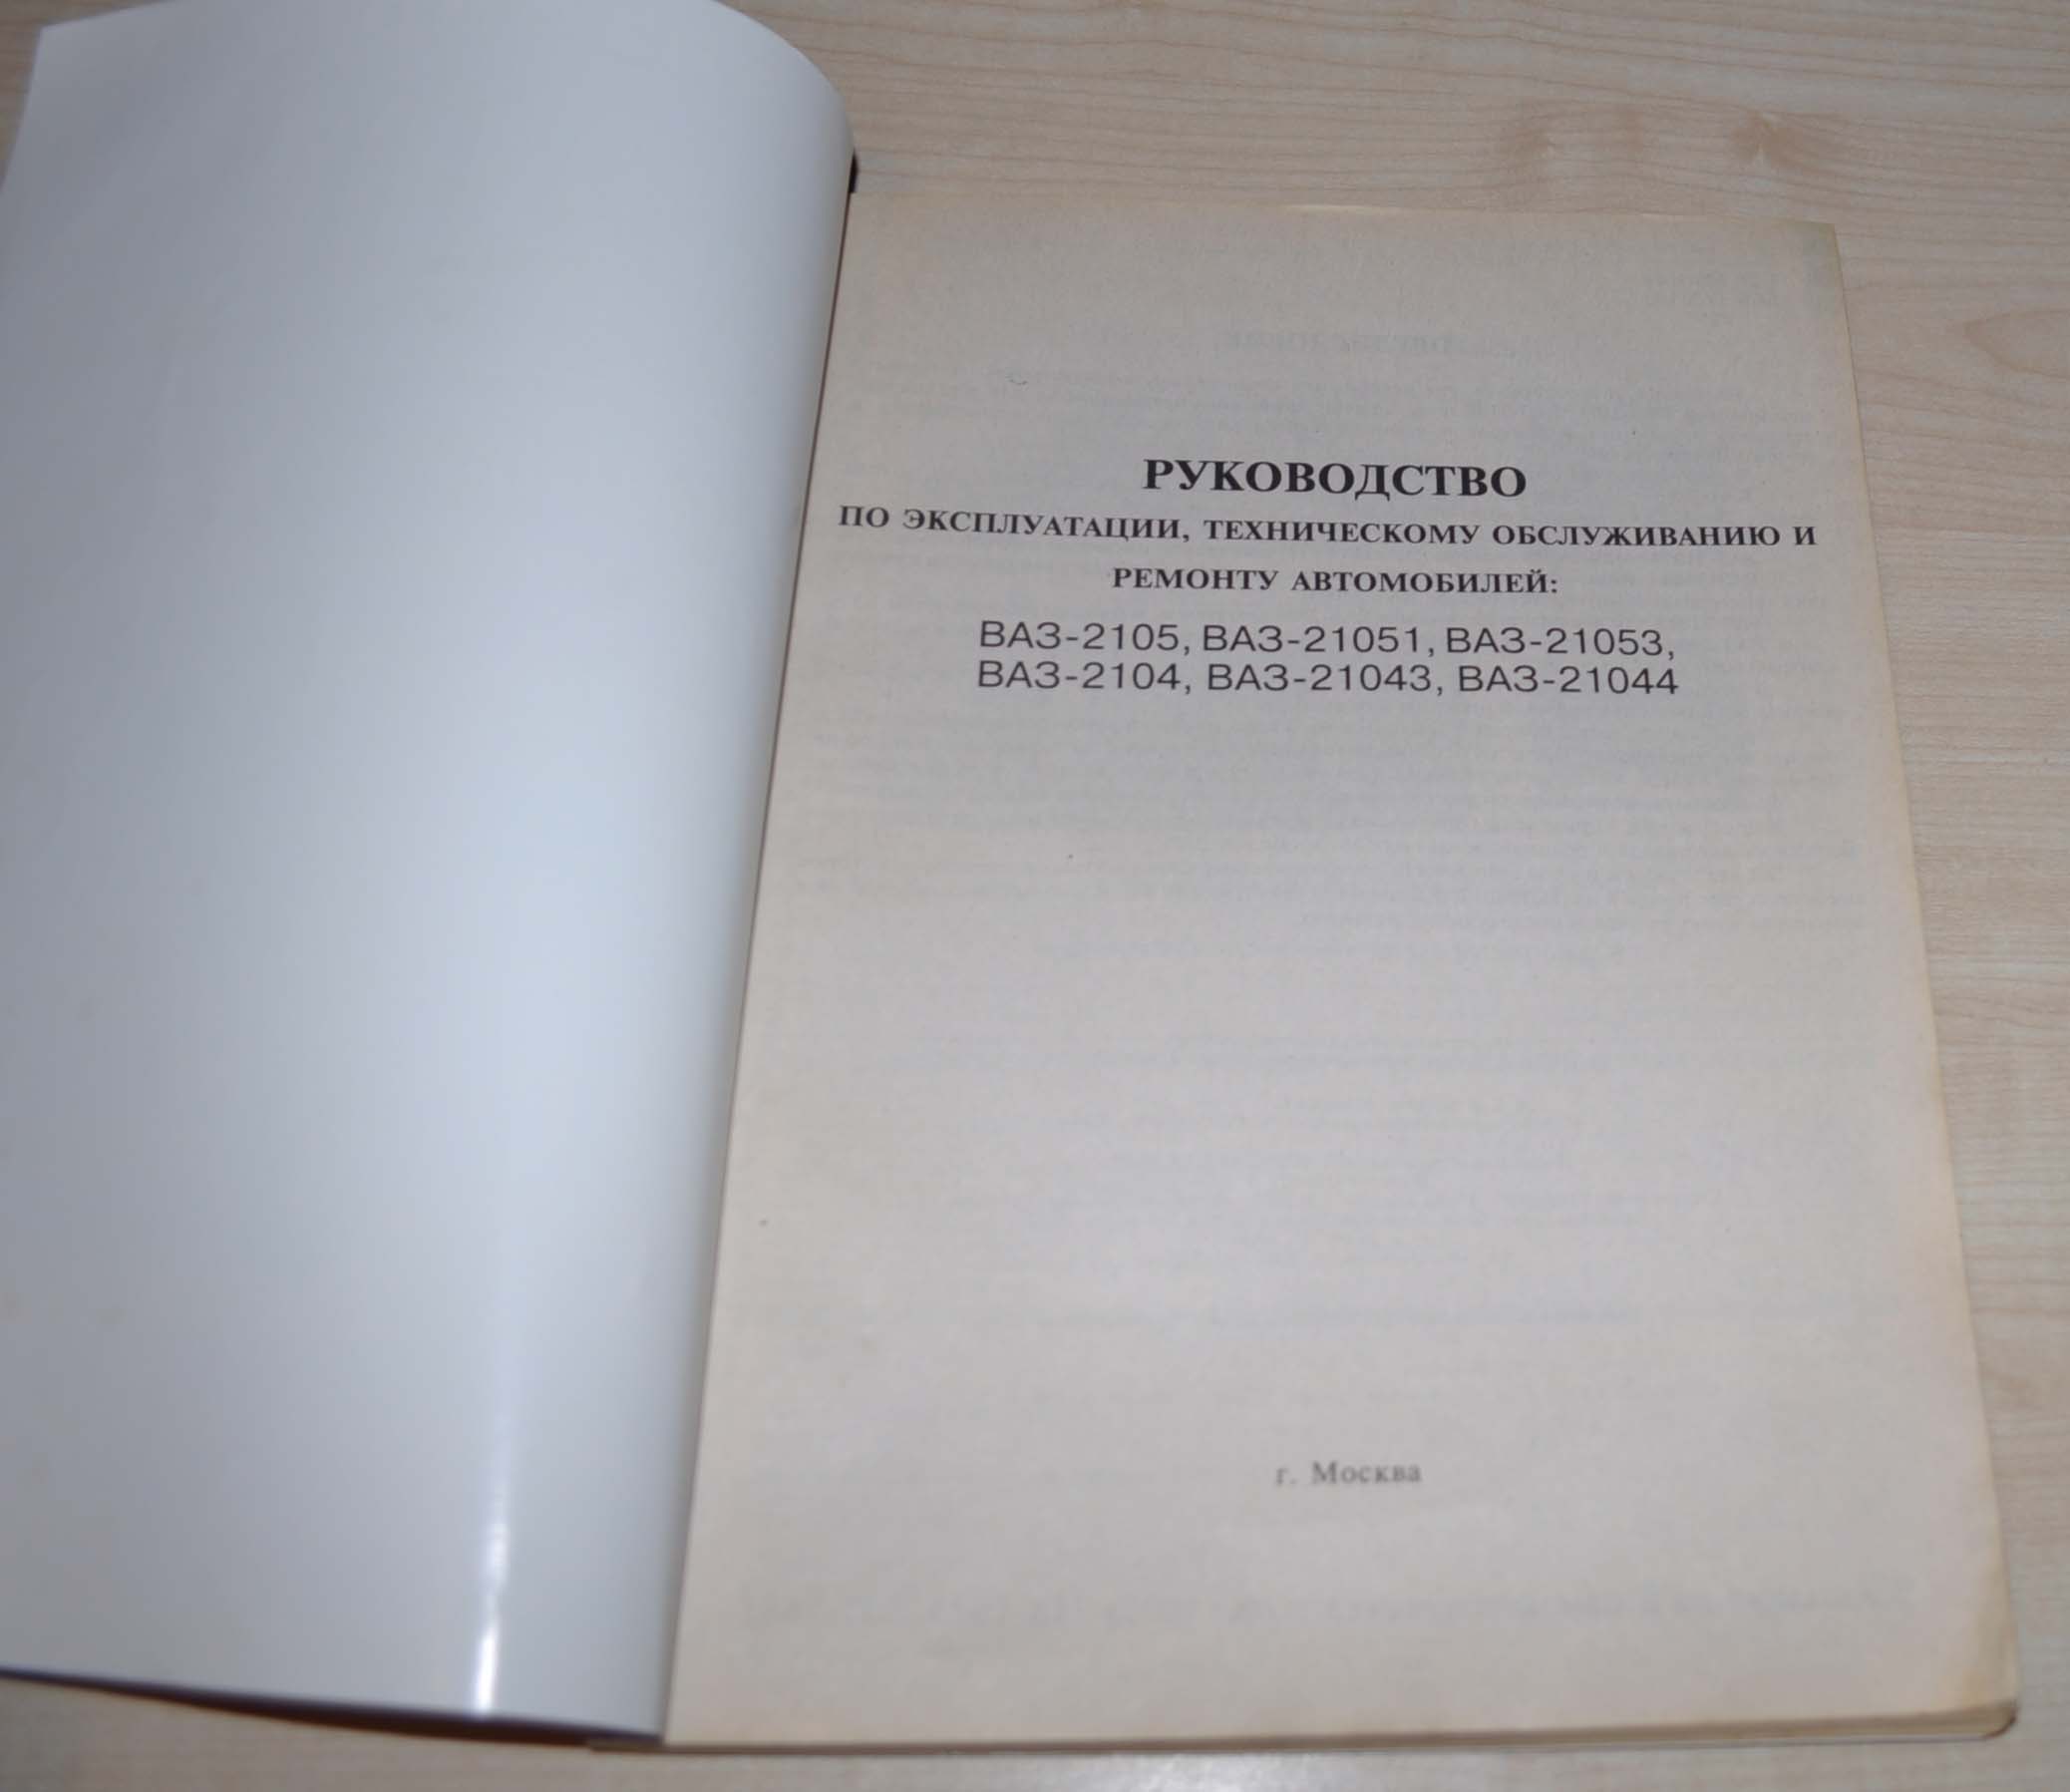 РУКОВОДСТВО
ПО ЭКСПЛУАТАЦИИ, ТЕХНИЧЕСКОМУ ОБСЛУЖИВАНИЮ И
РЕМОНТУ АВТОМОБИЛЕЙ:
ВАЗ-2105, ВАЗ-21051, ВАЗ-21053,
ВАЗ-2104, ВАЗ-21043, ВАЗ-21044
г. Москва